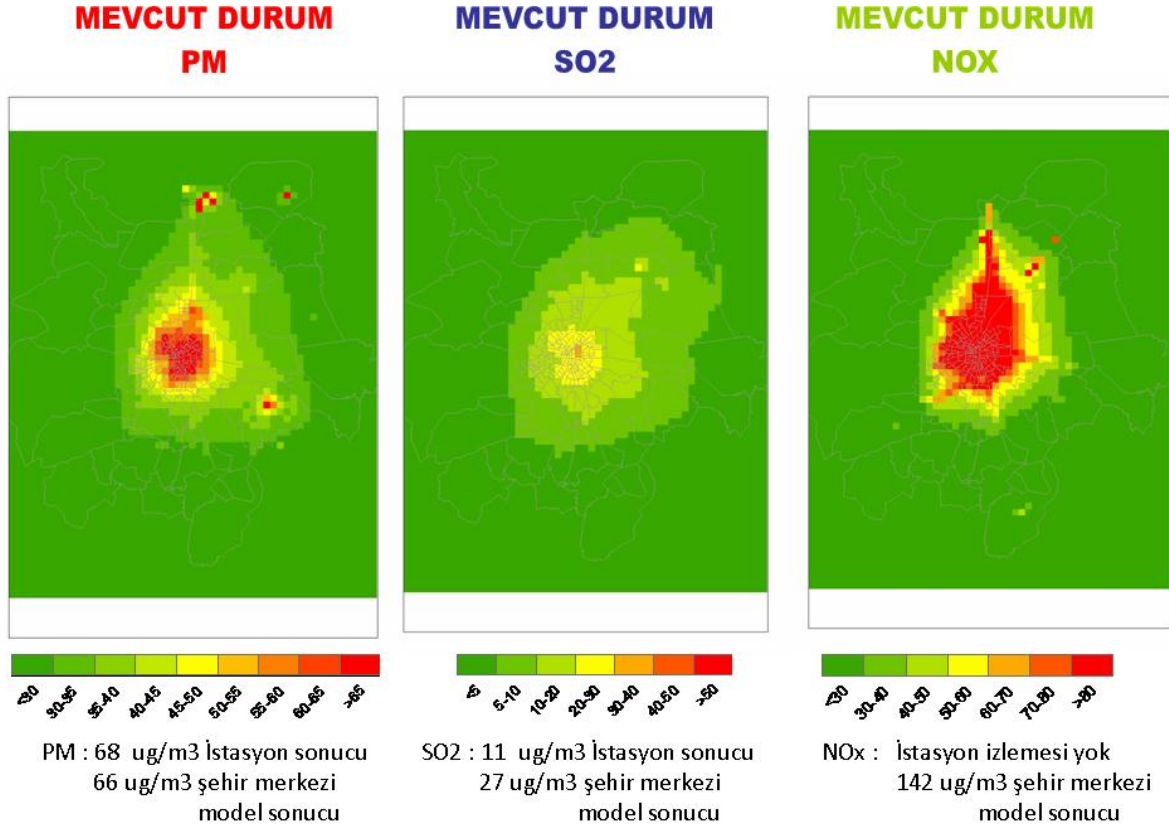 MEVCUT DURUM
PM
MEVCUT DURUM
SO2
MEVCUT DURUM
NOX
<30 30-35 35-40 40-45 45-50 50-55 55-60 60-65 >65
<5 5-10 10-20 20-30 30-40 40-50 >50
<30 30-40 40-50 50-60 60-70 70-80 >80
PM : 68 ug/m3 İstasyon sonucu
66 ug/m3 şehir merkezi
model sonucu
SO2 : 11 ug/m3 İstasyon sonucu
27 ug/m3 şehir merkezi
model sonucu
NOx : İstasyon izlemesi yok
142 ug/m3 şehir merkezi
model sonucu